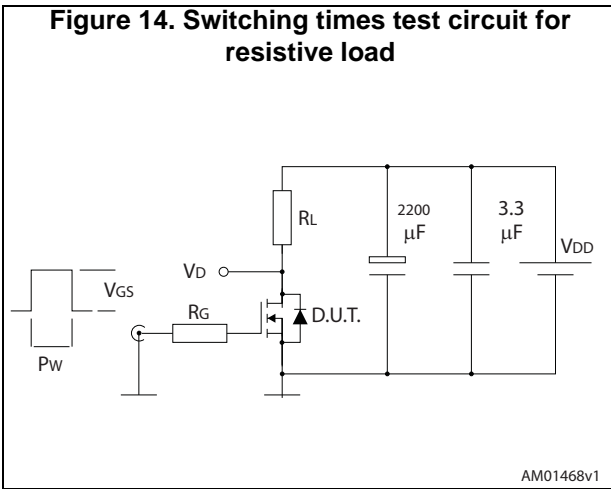 Figure 14. Switching times test circuit for
resistive load
RL
2200
μF
3.3
μF
VDD
VD
VGS
RG
D.U.T.
PW
AM01468v1